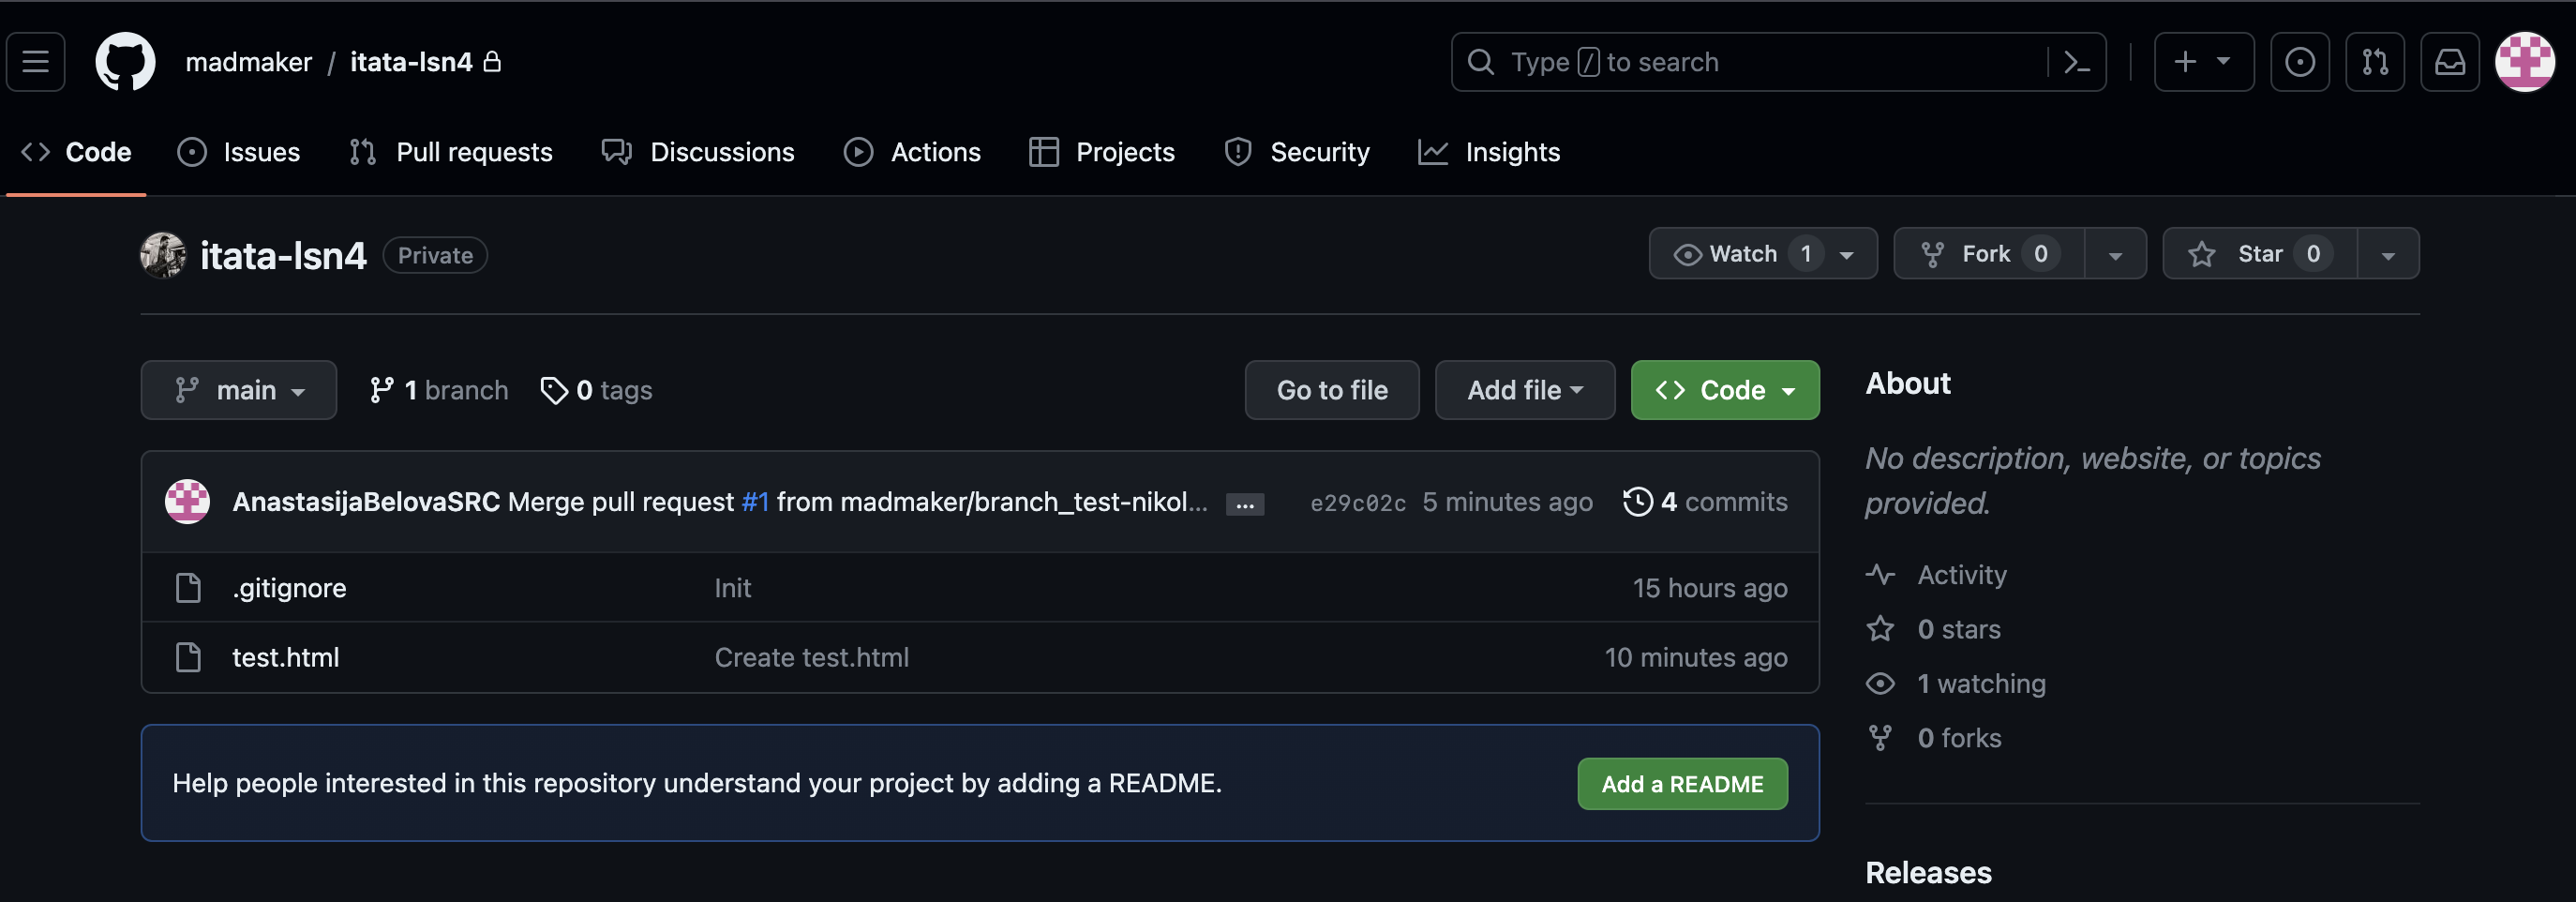 madmaker / itata-lsn4
Type / to search
Code Issues Pull requests Discussions Actions Projects Security Insights
itata-lsn4 Private
Watch 1 Fork 0 Star 0
main 1 branch 0 tags Go to file Add file Code
AnastasijaBelovaSRC Merge pull request #1 from madmaker/branch_test-nikol... ... e29c02c 5 minutes ago 4 commits
.gitignore Init 15 hours ago
test.html Create test.html 10 minutes ago
Help people interested in this repository understand your project by adding a README. Add a README
About
No description, website, or topics
provided.
Activity
0 stars
1 watching
0 forks
Releases